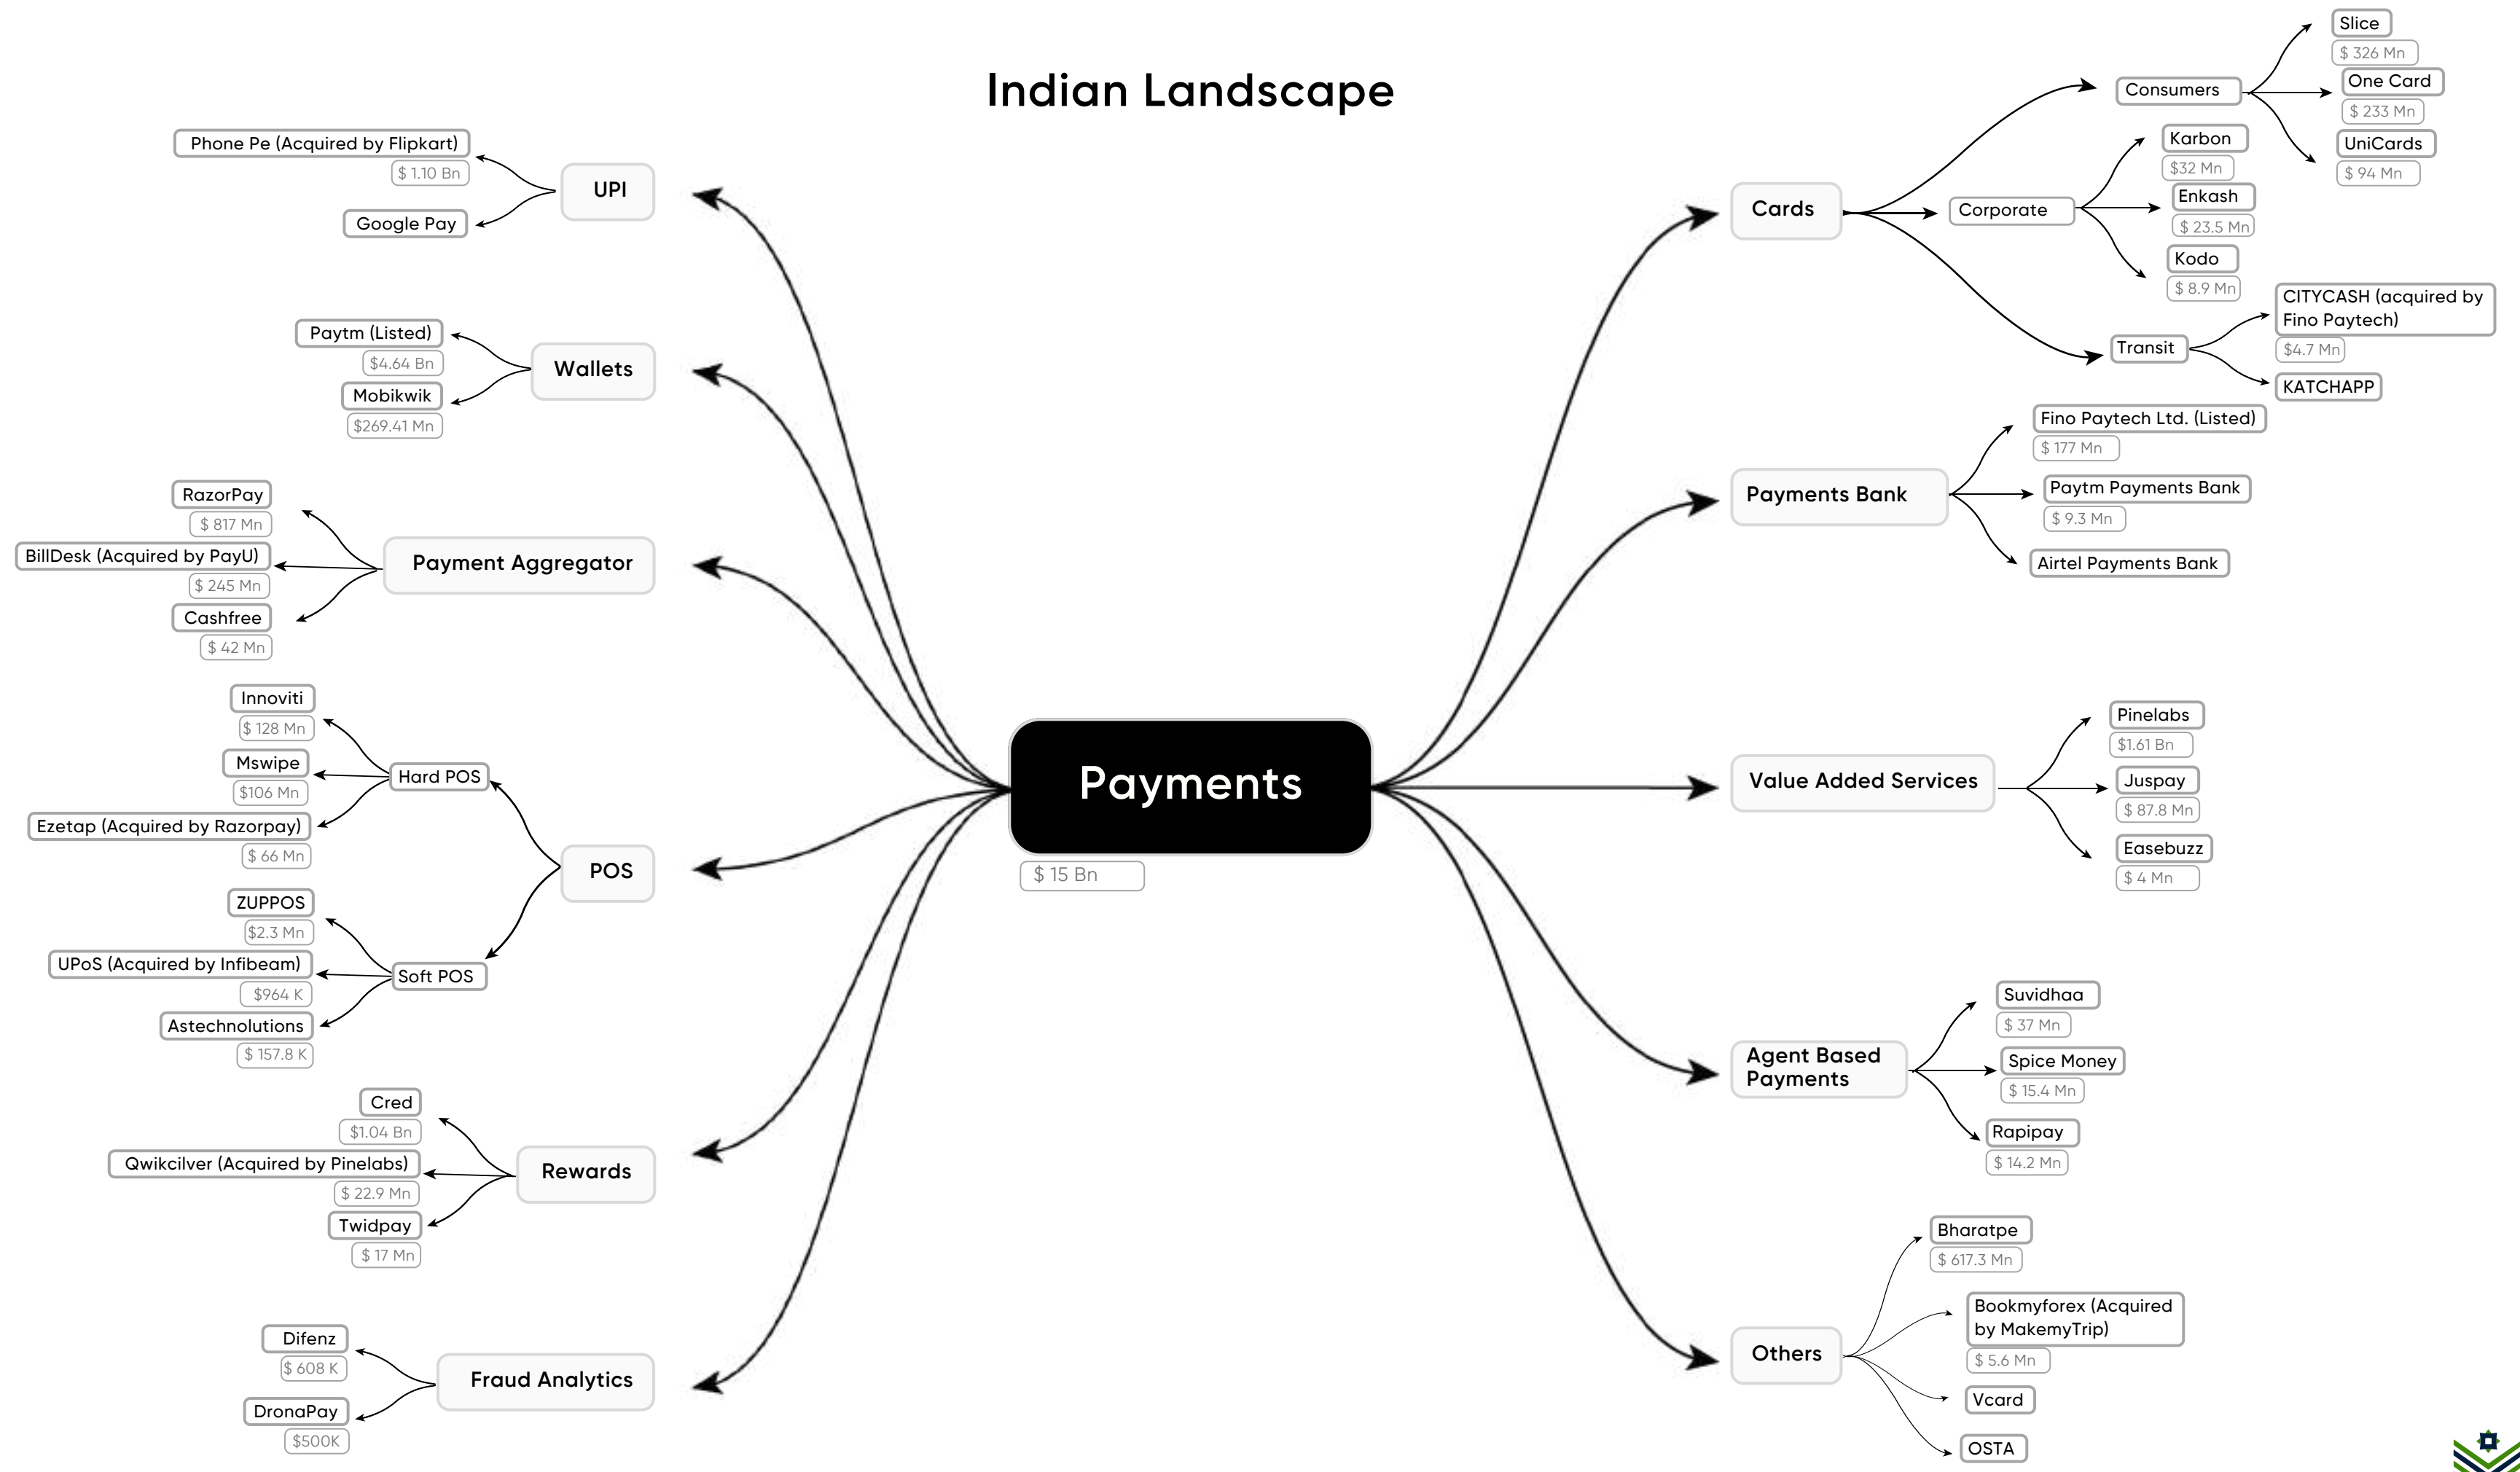 Indian Landscape
Phone Pe (Acquired by Flipkart)
$ 1.10 Bn
Google Pay
UPI
Paytm (Listed)
$4.64 Bn
Mobikwik
$269.41 Mn
Wallets
RazorPay
$ 817 Mn
BillDesk (Acquired by PayU)
$ 245 Mn
Cashfree
$ 42 Mn
Payment Aggregator
Innoviti
$ 128 Mn
Mswipe
$106 Mn
Ezetap (Acquired by Razorpay)
$ 66 Mn
Hard POS
ZUPPOS
$2.3 Mn
UPoS (Acquired by Infibeam)
$964 K
Astechnolutions
$ 157.8 K
Soft POS
POS
Cred
$1.04 Bn
Qwikcilver (Acquired by Pinelabs)
$ 22.9 Mn
Twidpay
$ 17 Mn
Rewards
Difenz
$ 608 K
DronaPay
$500K
Fraud Analytics
Payments
$ 15 Bn
Cards
Consumers
Slice
$ 326 Mn
One Card
$ 233 Mn
UniCards
$ 94 Mn
Corporate
Karbon
$32 Mn
Enkash
$ 23.5 Mn
Kodo
$ 8.9 Mn
Transit
CITYCASH (acquired by
Fino Paytech)
$4.7 Mn
KATCHAPP
Payments Bank
Fino Paytech Ltd. (Listed)
$ 177 Mn
Paytm Payments Bank
$ 9.3 Mn
Airtel Payments Bank
Value Added Services
Pinelabs
$1.61 Bn
Juspay
$ 87.8 Mn
Easebuzz
$ 4 Mn
Agent Based
Payments
Suvidhaa
$ 37 Mn
Spice Money
$ 15.4 Mn
Rapipay
$ 14.2 Mn
Others
Bharatpe
$ 617.3 Mn
Bookmyforex (Acquired
by MakemyTrip)
$ 5.6 Mn
Vcard
OSTA